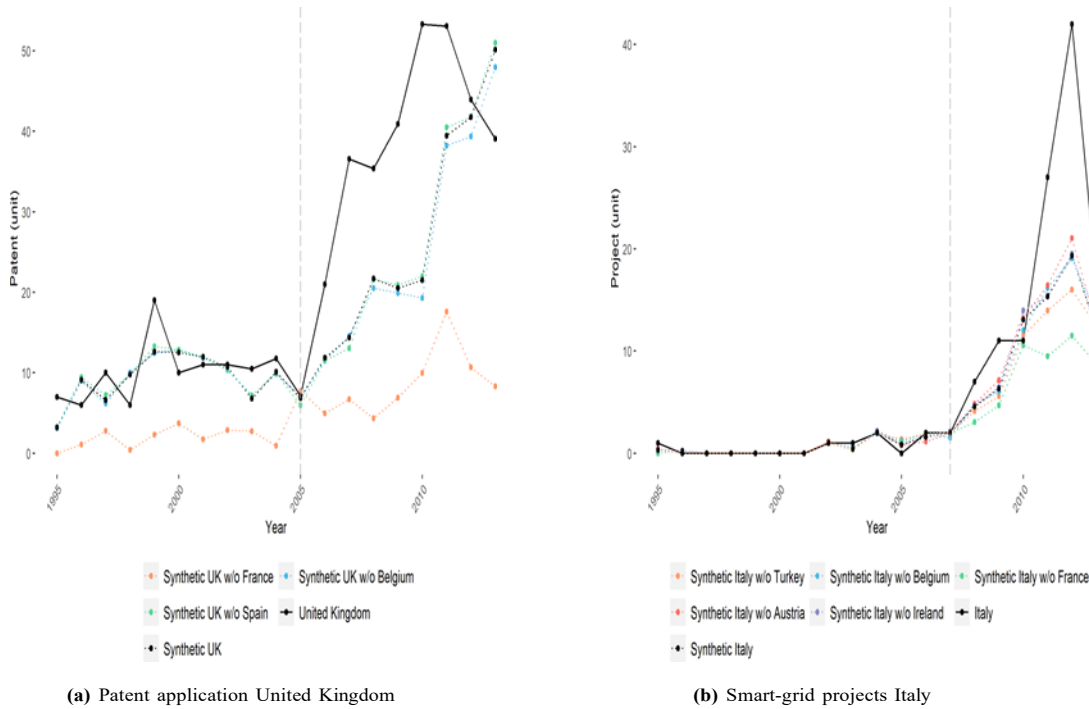 50-
40-
30-
20-
10-
0-
Patent (unit)
1995
2000
2005
2010
Year
Synthetic UK w/o France
Synthetic UK w/o Belgium
Synthetic UK w/o Spain
United Kingdom
Synthetic UK
(a) Patent application United Kingdom
40-
30-
20-
10-
0-
Project (unit)
1995
2000
2005
2010
Year
Synthetic Italy w/o Turkey
Synthetic Italy w/o Belgium
Synthetic Italy w/o France
Synthetic Italy w/o Austria
Synthetic Italy w/o Ireland
Italy
Synthetic Italy
(b) Smart-grid projects Italy